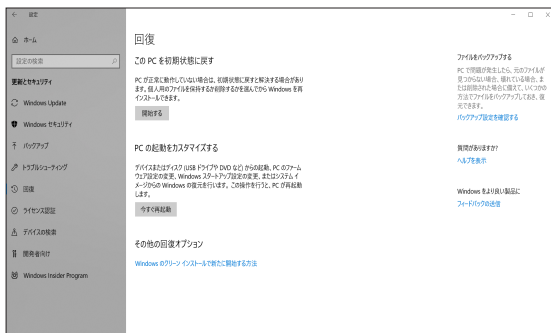 設定
ホーム
設定の検索
更新とセキュリティ
Windows Update
Windows セキュリティ
バックアップ
トラブルシューティング
回復
ライセンス認証
デバイスの検索
開発者向け
Windows Insider Program
回復
この PC を初期状態に戻す
PC が正常に動作していない場合は、初期状態に戻すと解決する場合があり
ます。個人用のファイルを保持するか削除するかを選んでから Windows を再
インストールできます。
開始する
PC の起動をカスタマイズする
デバイスまたはディスク (USB ドライブや DVD など) からの起動、PC のファーム
ウェア設定の変更、Windows スタートアップ設定の変更、またはシステム イ
メージからの Windows の復元を行います。この操作を行うと、PC が再起動
します。
今すぐ再起動
その他の回復オプション
Windows のクリーン インストールで新たに開始する方法
ファイルをバックアップする
PC で問題が発生したら、元のファイルが
見つからない場合、壊れている場合、ま
たは削除された場合に備えて、いくつかの
方法でファイルをバックアップしておき、復
元できます。
バックアップ設定を確認する
質問がありますか?
ヘルプを表示
Windows をより良い製品に
フィードバックの送信